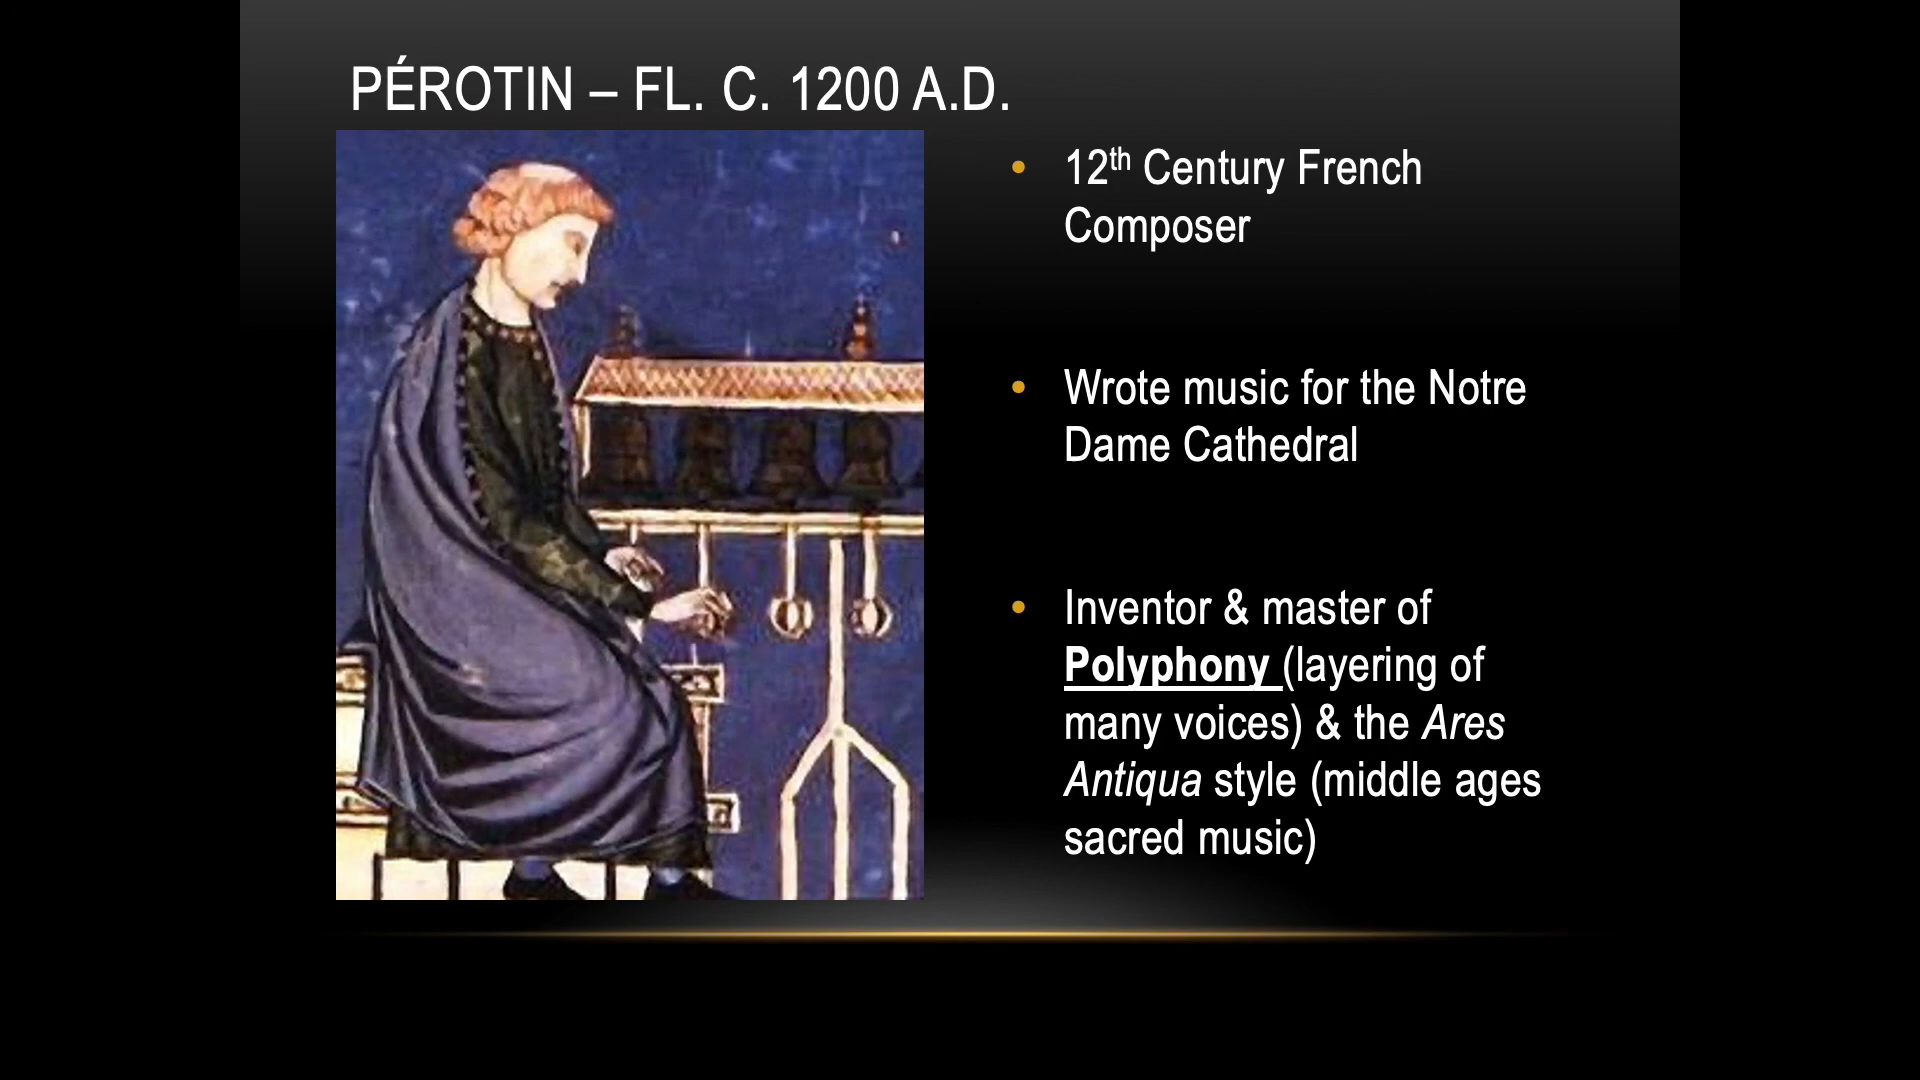 PÉROTIN – FL. C. 1200 A.D.
• 12th Century French
Composer
• Wrote music for the Notre
Dame Cathedral
• Inventor & master of
Polyphony (layering of
many voices) & the Ares
Antiqua style (middle ages
sacred music)